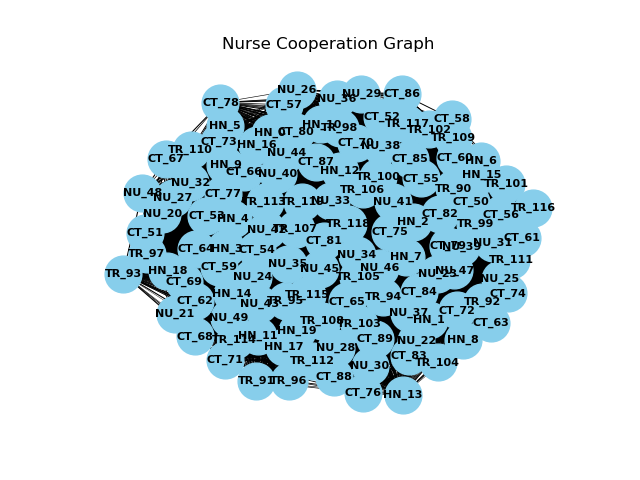 Nurse Cooperation Graph
NU_26
NU_36
NU_29
CT_86
CT_78
CT_57
CT_52
CT_58
HN_5
HN_0
CT_80
HN_10
TR_98
TR_117
TR_102
TR_109
TR_110
CT_73
HN_16
NU_44
CT_70
NU_38
CT_67
HN_9
CT_66
NU_40
CT_87
HN_12
TR_100
CT_85
CT_60
HN_6
HN_15
TR_101
NU_48
NU_32
NU_27
CT_77
TR_106
CT_55
TR_90
NU_20
CT_53
HN_4
TR_113
NU_33
NU_41
CT_50
CT_56
TR_116
CT_51
NU_42
TR_107
TR_118
CT_75
HN_2
CT_82
TR_99
TR_97
CT_64
HN_3
CT_54
CT_81
NU_31
CT_61
TR_93
HN_18
CT_69
CT_59
NU_24
NU_35
NU_45
NU_34
TR_105
NU_46
HN_7
NU_23
NU_47
TR_111
NU_25
CT_62
HN_14
NU_43
TR_95
TR_115
CT_65
TR_94
CT_84
TR_92
CT_74
NU_21
NU_49
TR_108
TR_103
NU_37
HN_1
CT_72
CT_63
CT_68
TR_114
HN_11
HN_19
HN_17
NU_28
CT_89
NU_22
HN_8
CT_71
TR_112
NU_30
CT_83
TR_104
TR_91
TR_96
CT_88
CT_76
HN_13